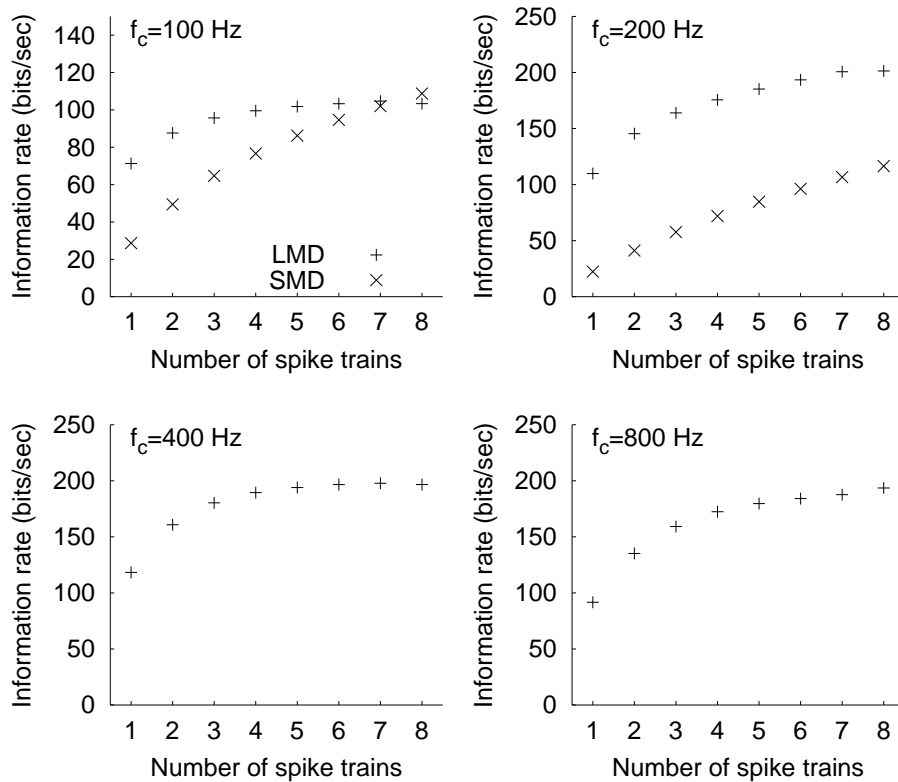 f_c=100 Hz
Information rate (bits/sec)
140
120
100
80
60
40
20
0
LMD
SMD
1 2 3 4 5 6 7 8
Number of spike trains
f_c=200 Hz
Information rate (bits/sec)
250
200
150
100
50
0
1 2 3 4 5 6 7 8
Number of spike trains
f_c=400 Hz
Information rate (bits/sec)
250
200
150
100
50
0
1 2 3 4 5 6 7 8
Number of spike trains
f_c=800 Hz
Information rate (bits/sec)
250
200
150
100
50
0
1 2 3 4 5 6 7 8
Number of spike trains